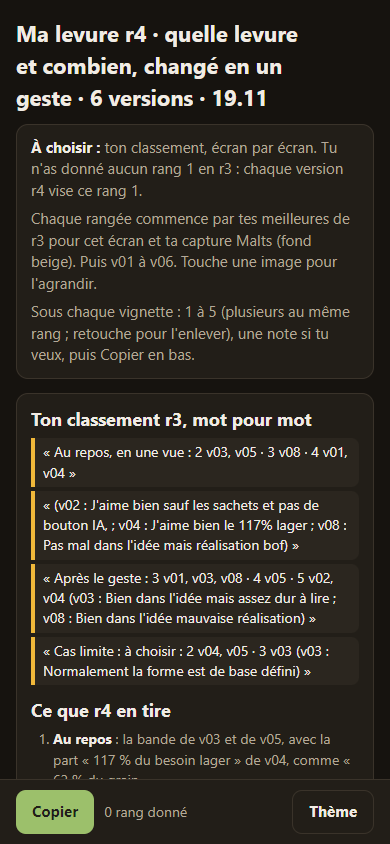 Ma levure r4 · quelle levure
et combien, changé en un
geste · 6 versions · 19.11
À choisir : ton classement, écran par écran. Tu
n'as donné aucun rang 1 en r3 : chaque version
r4 vise ce rang 1.
Chaque rangée commence par tes meilleures de
r3 pour cet écran et ta capture Malts (fond
beige). Puis v01 à v06. Touche une image pour
l'agrandir.
Sous chaque vignette : 1 à 5 (plusieurs au même
rang ; retouche pour l'enlever), une note si tu
veux, puis Copier en bas.
Ton classement r3, mot pour mot
« Au repos, en une vue : 2 v03, v05 · 3 v08 · 4 v01,
v04 »
« (v02 : J'aime bien sauf les sachets et pas de
bouton IA, ; v04 : J'aime bien le 117% lager ; v08 :
Pas mal dans l'idée mais réalisation bof) »
« Après le geste : 3 v01, v03, v08 · 4 v05 · 5 v02,
v04 (v03 : Bien dans l'idée mais assez dur à lire ;
v08 : Bien dans l'idée mauvaise réalisation) »
« Cas limite : à choisir : 2 v04, v05 · 3 v03 (v03 :
Normalement la forme est de base défini) »
Ce que r4 en tire
1. Au repos : la bande de v03 et de v05, avec la
part « 117 % du besoin lager » de v04, comme «
Copier
0 rang donné
Thème